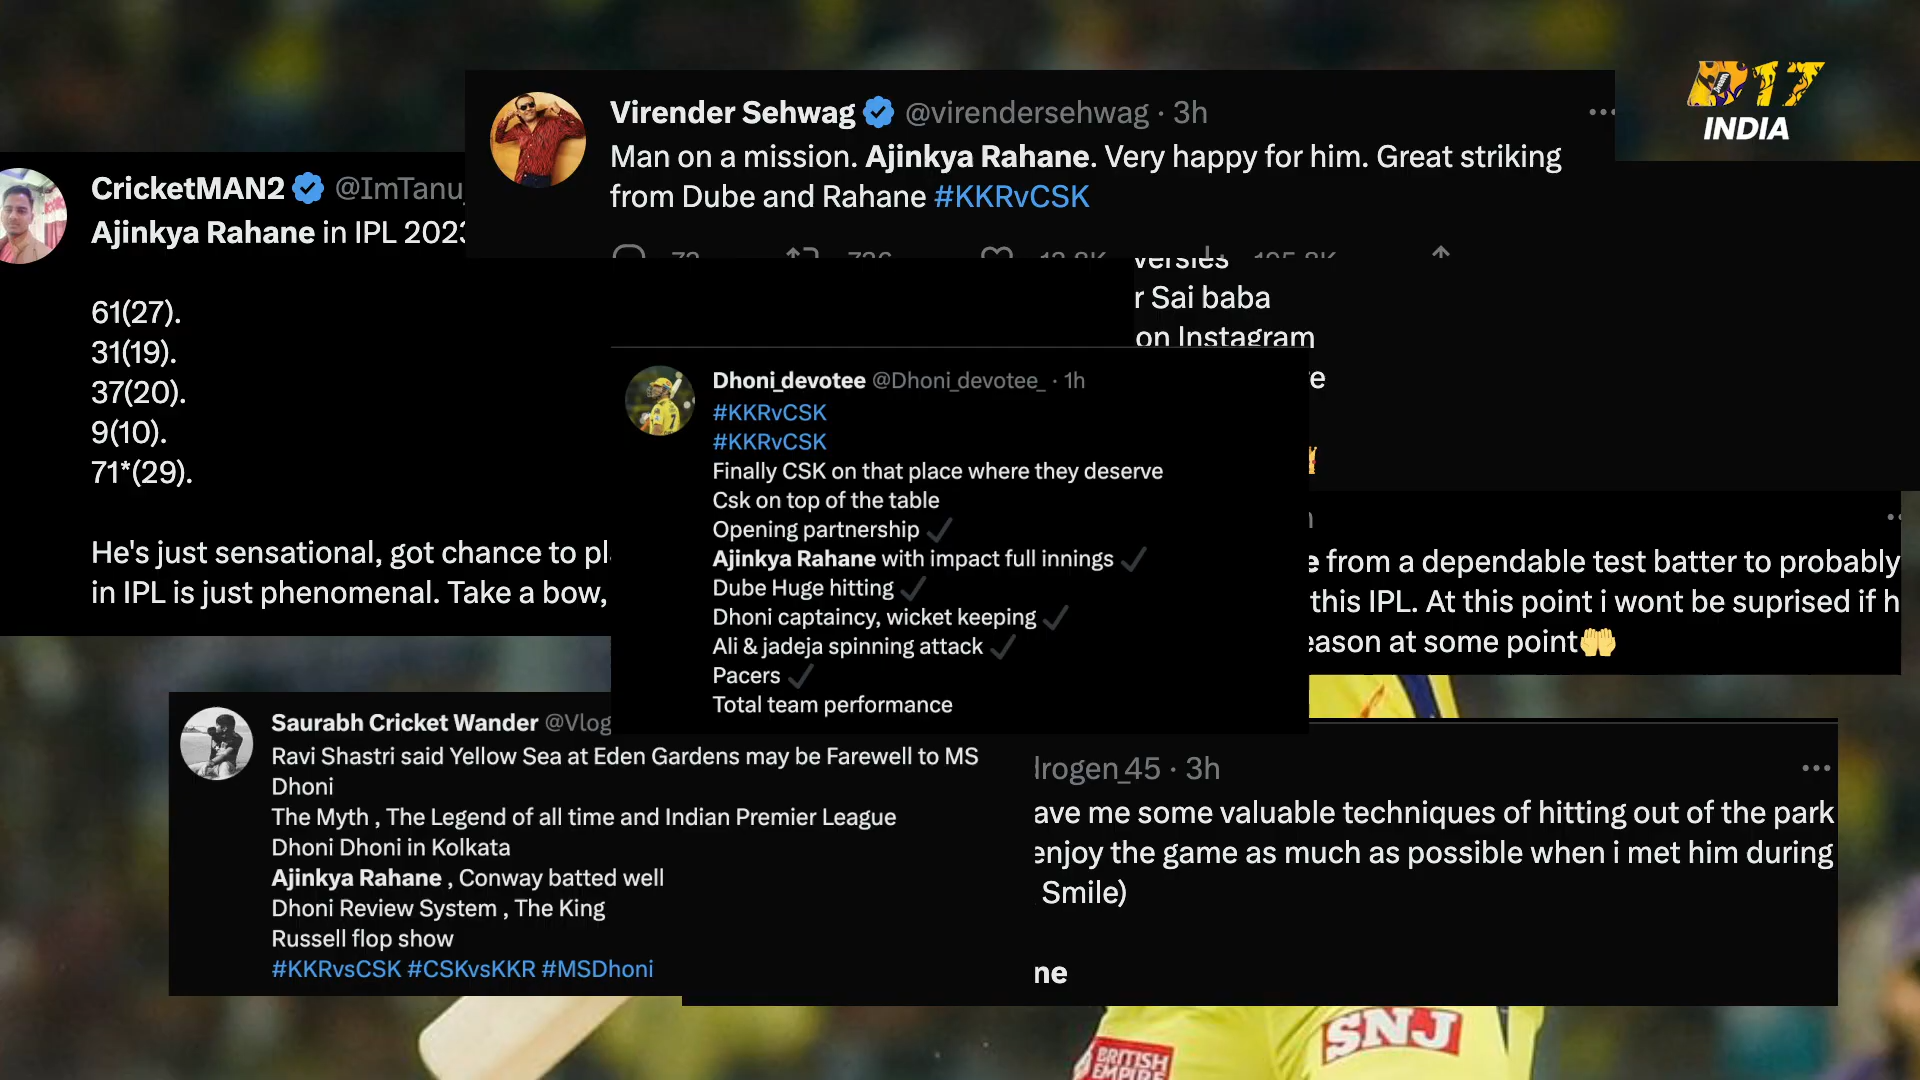 Virender Sehwag @virendersehwag · 3h
Man on a mission. Ajinkya Rahane. Very happy for him. Great striking
from Dube and Rahane #KKRvCSK
D17
INDIA
CricketMAN2 @ImTanu
Ajinkya Rahane in IPL 2023
61(27).
31(19).
37(20).
9(10).
71*(29).
He's just sensational, got chance to pl
in IPL is just phenomenal. Take a bow,
versies
r Sai baba
on Instagram
e
Dhoni_devotee @Dhoni_devotee_ · 1h
#KKRvCSK
#KKRvCSK
Finally CSK on that place where they deserve
Csk on top of the table
Opening partnership ✓
Ajinkya Rahane with impact full innings ✓
Dube Huge hitting ✓
Dhoni captaincy, wicket keeping ✓
Ali & jadeja spinning attack ✓
Pacers ✓
Total team performance
e from a dependable test batter to probably
this IPL. At this point i wont be suprised if h
eason at some point🤲
Saurabh Cricket Wander @Vlog
Ravi Shastri said Yellow Sea at Eden Gardens may be Farewell to MS
Dhoni
The Myth , The Legend of all time and Indian Premier League
Dhoni Dhoni in Kolkata
Ajinkya Rahane , Conway batted well
Dhoni Review System , The King
Russell flop show
#KKRvsCSK #CSKvsKKR #MSDhoni
drogen_45 · 3h
ave me some valuable techniques of hitting out of the park
enjoy the game as much as possible when i met him during
Smile)
ne
SNJ
BRITISH
EMPIRE